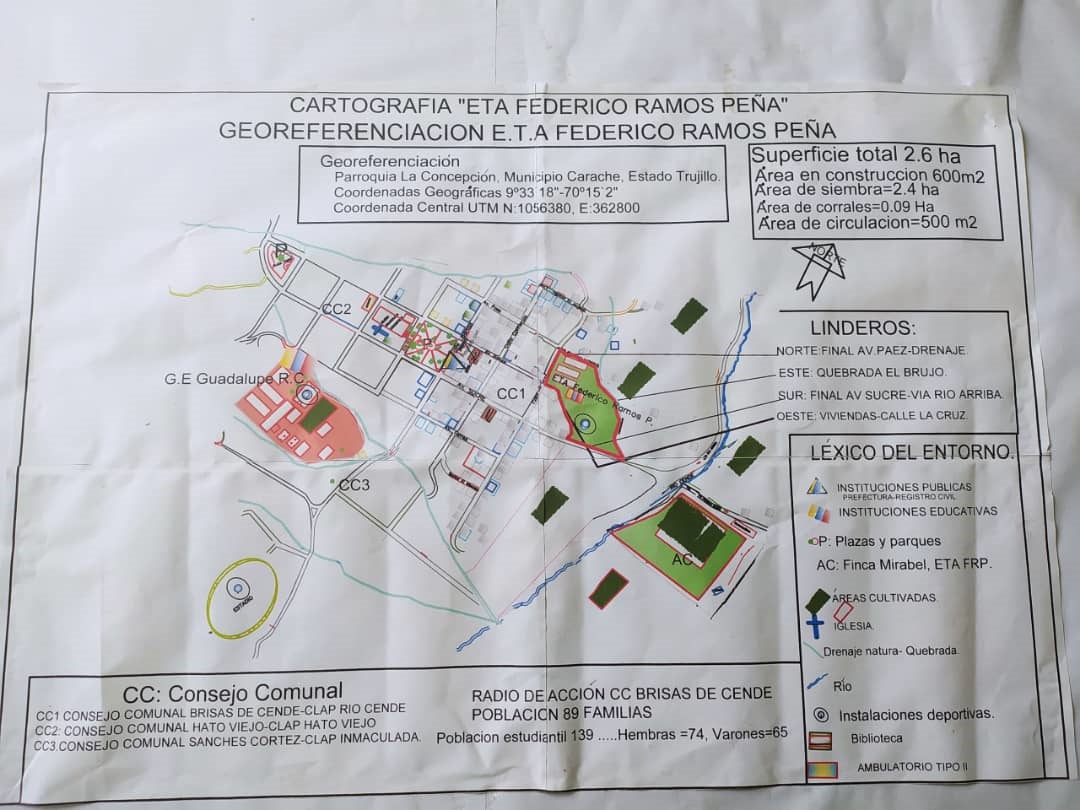 CARTOGRAFIA "ETA FEDERICO RAMOS PEÑA"
GEOREFERENCIACION E.T.A FEDERICO RAMOS PEÑA
Georeferenciación
Parroquia La Concepción, Municipio Carache, Estado Trujillo.
Coordenadas Geográficas 9º33 18"-70º15 2"
Coordenada Central UTM N:1056380, E:362800
Superficie total 2.6 ha
Área en construccion 600m2
Área de siembra=2.4 ha
Área de corrales=0.09 Ha
Área de circulacion=500 m2
NORTE
P
CC2
P
G.E Guadalupe R.C.
CC1
ETA Federico Ramos P.
CC3
AC
ESTADIO
LINDEROS:
NORTE:FINAL AV.PAEZ-DRENAJE.
ESTE: QUEBRADA EL BRUJO.
SUR: FINAL AV SUCRE-VIA RIO ARRIBA.
OESTE: VIVIENDAS-CALLE LA CRUZ.
LÉXICO DEL ENTORNO.
INSTITUCIONES PUBLICAS
PREFECTURA-REGISTRO CIVIL
INSTITUCIONES EDUCATIVAS
P: Plazas y parques
AC: Finca Mirabel, ETA FRP.
ÁREAS CULTIVADAS.
IGLESIA.
Drenaje natura- Quebrada.
Río
Instalaciones deportivas.
Biblioteca
AMBULATORIO TIPO II
CC: Consejo Comunal
CC1 CONSEJO COMUNAL BRISAS DE CENDE-CLAP RIO CENDE
CC2: CONSEJO COMUNAL HATO VIEJO-CLAP HATO VIEJO
CC3.CONSEJO COMUNAL SANCHES CORTEZ-CLAP INMACULADA.
RADIO DE ACCIÓN CC BRISAS DE CENDE
POBLACION 89 FAMILIAS
Poblacion estudiantil 139 .....Hembras =74, Varones=65